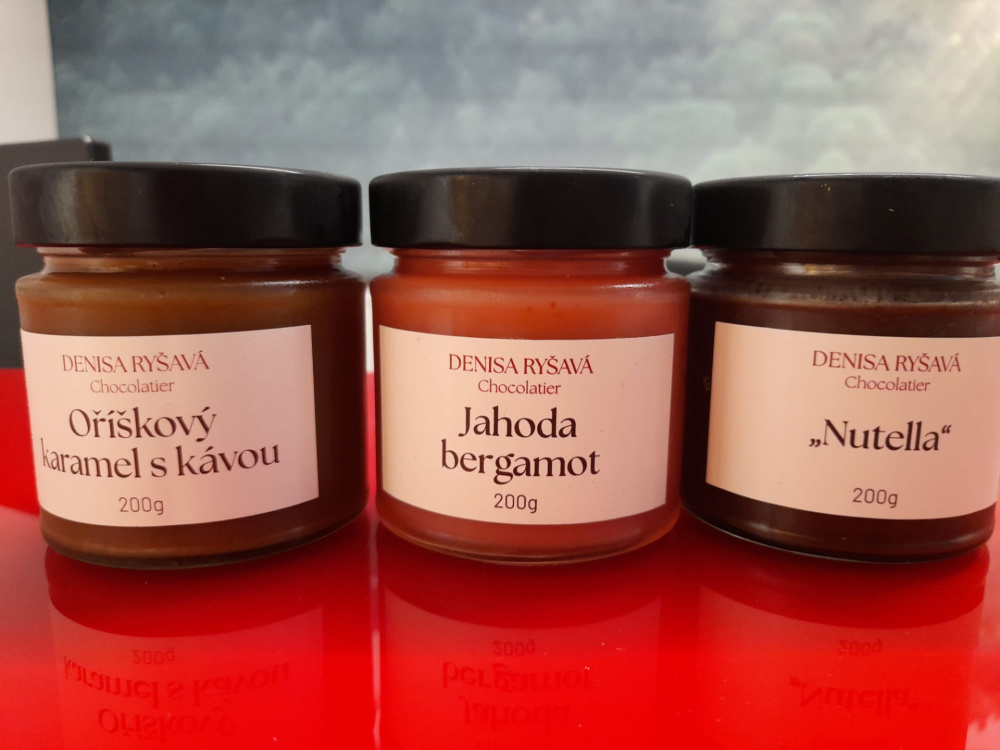 DENISA RYŠAVÁ
Chocolatier
Oříškový
karamel s kávou
200g
DENISA RYŠAVÁ
Chocolatier
Jahoda
bergamot
200g
DENISA RYŠAVÁ
Chocolatier
„Nutella“
200g